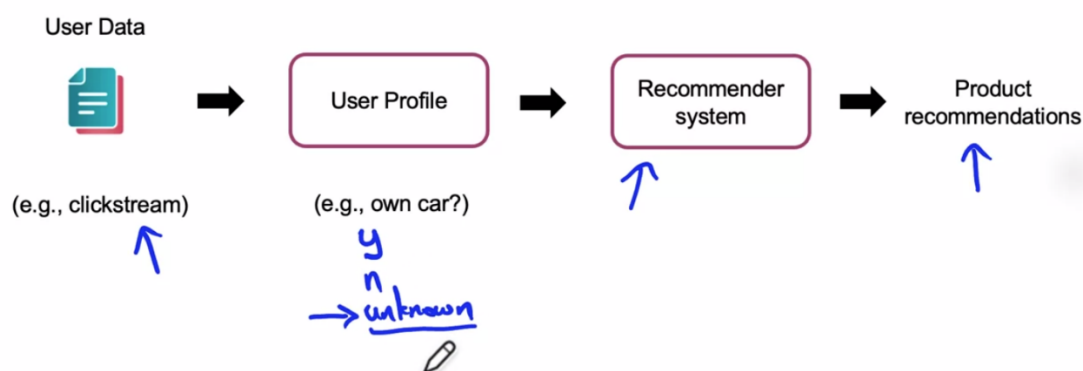 User Data
User Profile
Recommender
system
Product
recommendations
(e.g., clickstream)
(e.g., own car?)
y
n
unknown